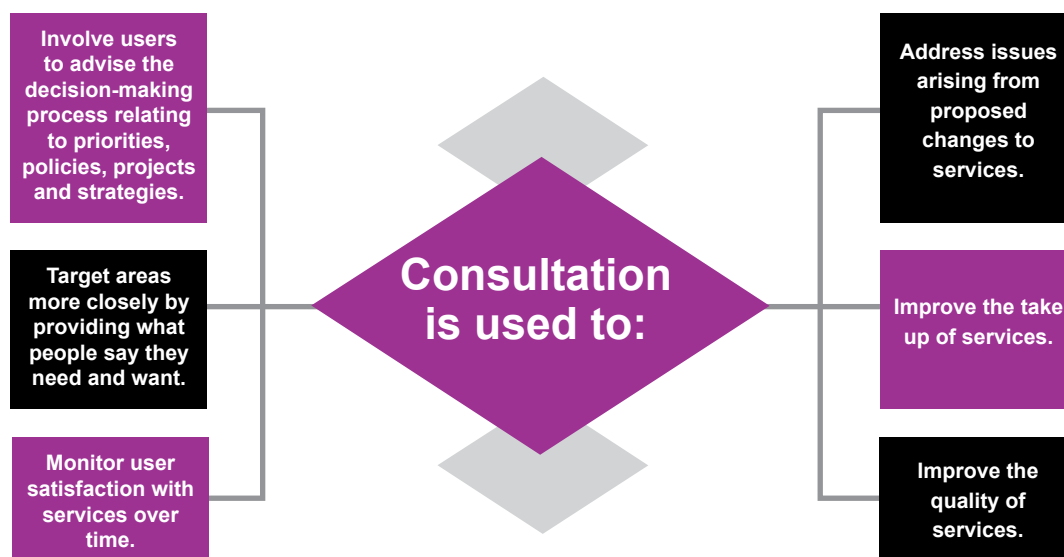 Involve users
to advise the
decision-making
process relating
to priorities,
policies, projects
and strategies.
Target areas
more closely by
providing what
people say they
need and want.
Monitor user
satisfaction with
services over
time.
Consultation
is used to:
Address issues
arising from
proposed
changes to
services.
Improve the take
up of services.
Improve the
quality of
services.